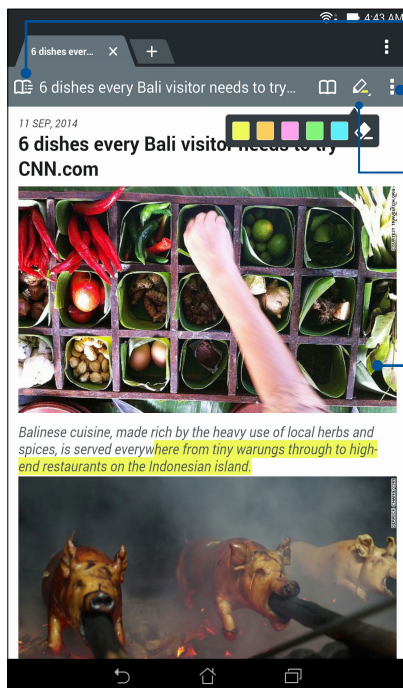 4:43 AM
6 dishes ever...
6 dishes every Bali visitor needs to try...
11 SEP, 2014
6 dishes every Bali visitor needs to try
CNN.com
Balinese cuisine, made rich by the heavy use of local herbs and
spices, is served everywhere from tiny warungs through to high-
end restaurants on the Indonesian island.